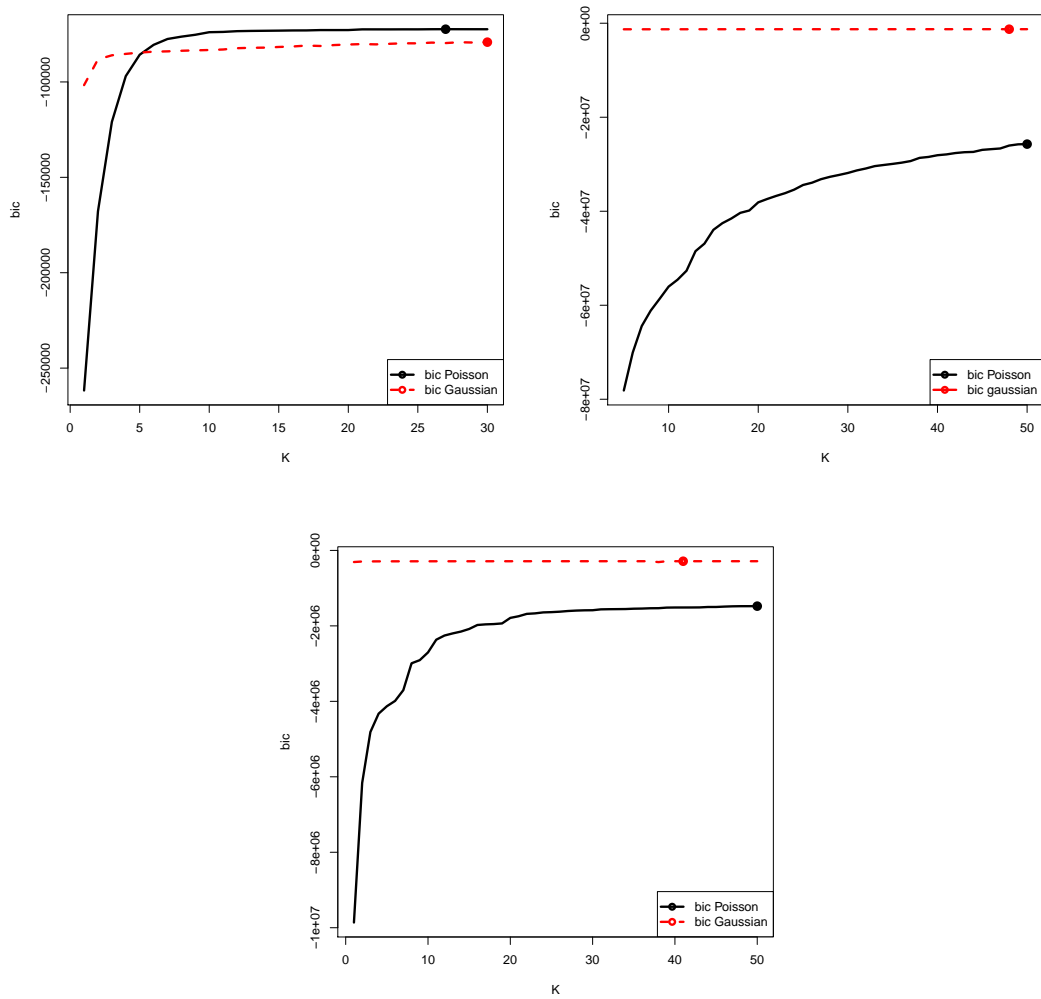 bic
-100000
-150000
-200000
-250000
0
5
10
15
20
25
30
K
bic Poisson
bic Gaussian
bic
0e+00
-2e+07
-4e+07
-6e+07
-8e+07
10
20
30
40
50
K
bic Poisson
bic gaussian
bic
0e+00
-2e+06
-4e+06
-6e+06
-8e+06
-1e+07
0
10
20
30
40
50
K
bic Poisson
bic Gaussian